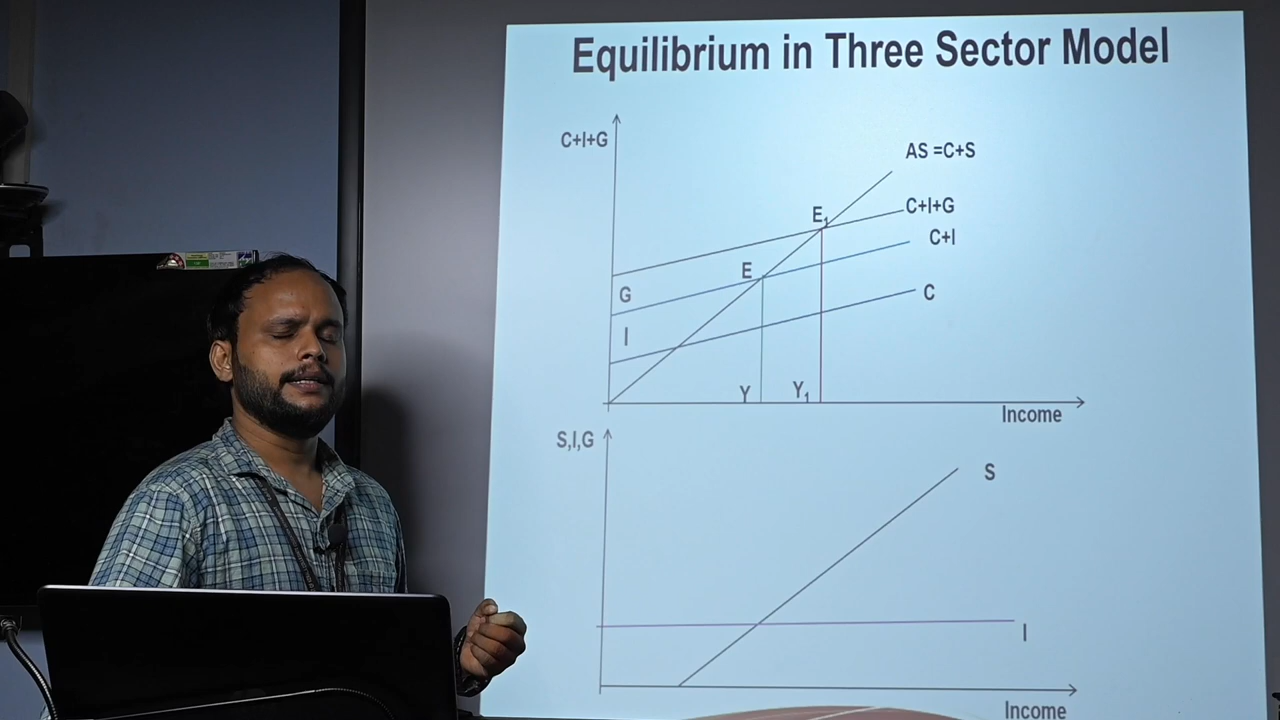 Equilibrium in Three Sector Model
C+I+G
AS =C+S
E1
C+I+G
C+I
E
G
C
I
Y
Y1
Income
S,I,G
S
I
Income